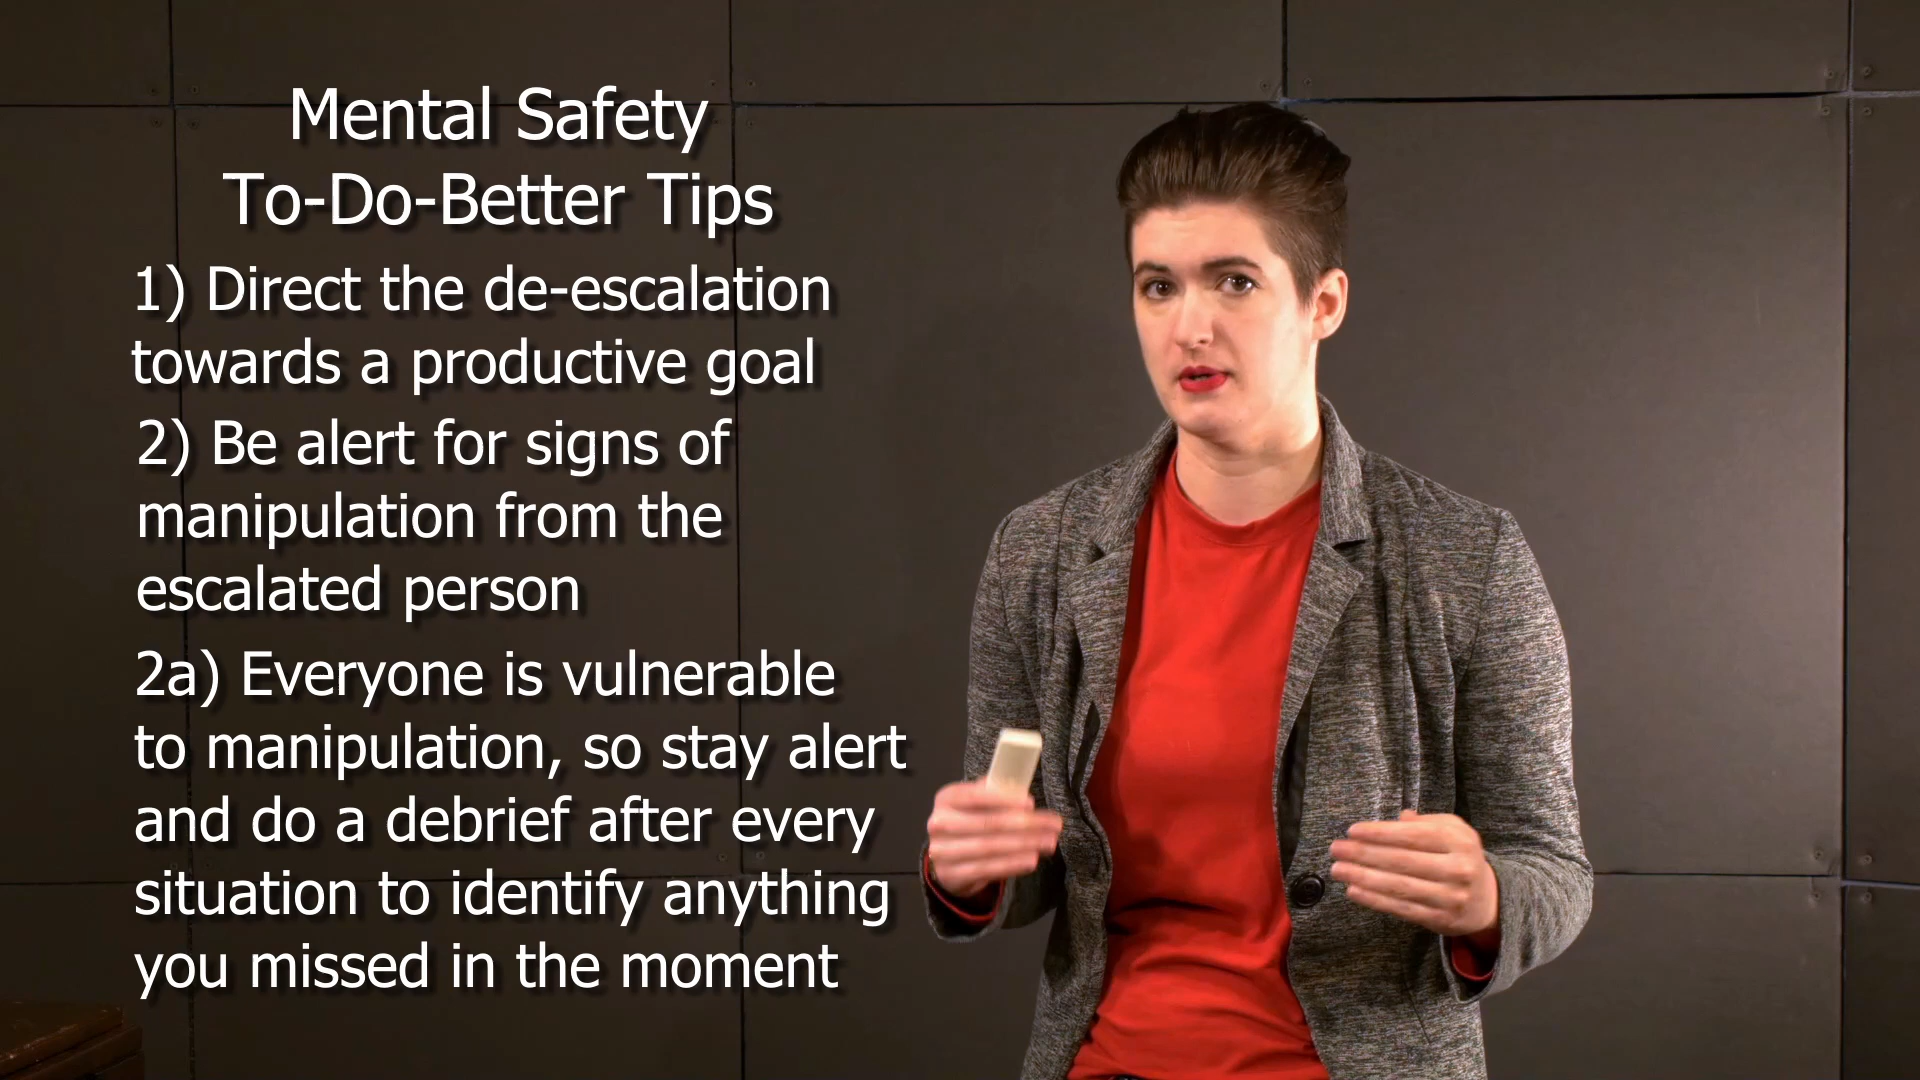 Mental Safety
To-Do-Better Tips
1) Direct the de-escalation
towards a productive goal
2) Be alert for signs of
manipulation from the
escalated person
2a) Everyone is vulnerable
to manipulation, so stay alert
and do a debrief after every
situation to identify anything
you missed in the moment